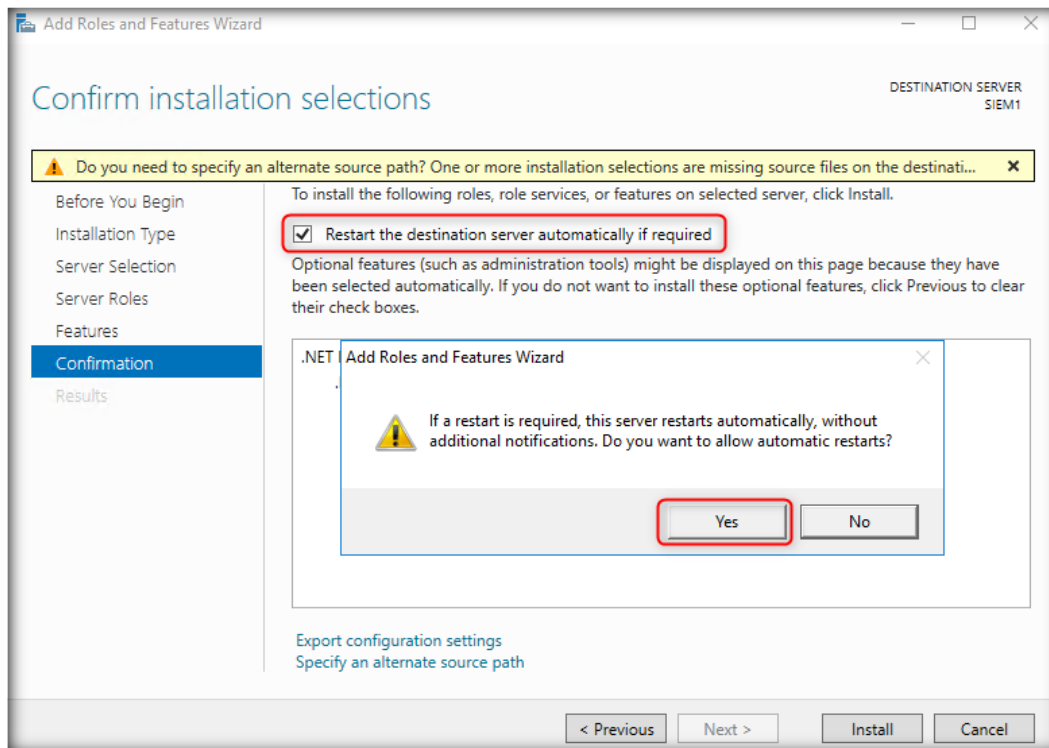 Add Roles and Features Wizard
Confirm installation selections
DESTINATION SERVER
SIEM1
Do you need to specify an alternate source path? One or more installation selections are missing source files on the destinati...
Before You Begin
Installation Type
Server Selection
Server Roles
Features
Confirmation
Results
To install the following roles, role services, or features on selected server, click Install.
Restart the destination server automatically if required
Optional features (such as administration tools) might be displayed on this page because they have
been selected automatically. If you do not want to install these optional features, click Previous to clear
their check boxes.
.NET
Add Roles and Features Wizard
If a restart is required, this server restarts automatically, without
additional notifications. Do you want to allow automatic restarts?
Yes
No
Export configuration settings
Specify an alternate source path
< Previous
Next >
Install
Cancel